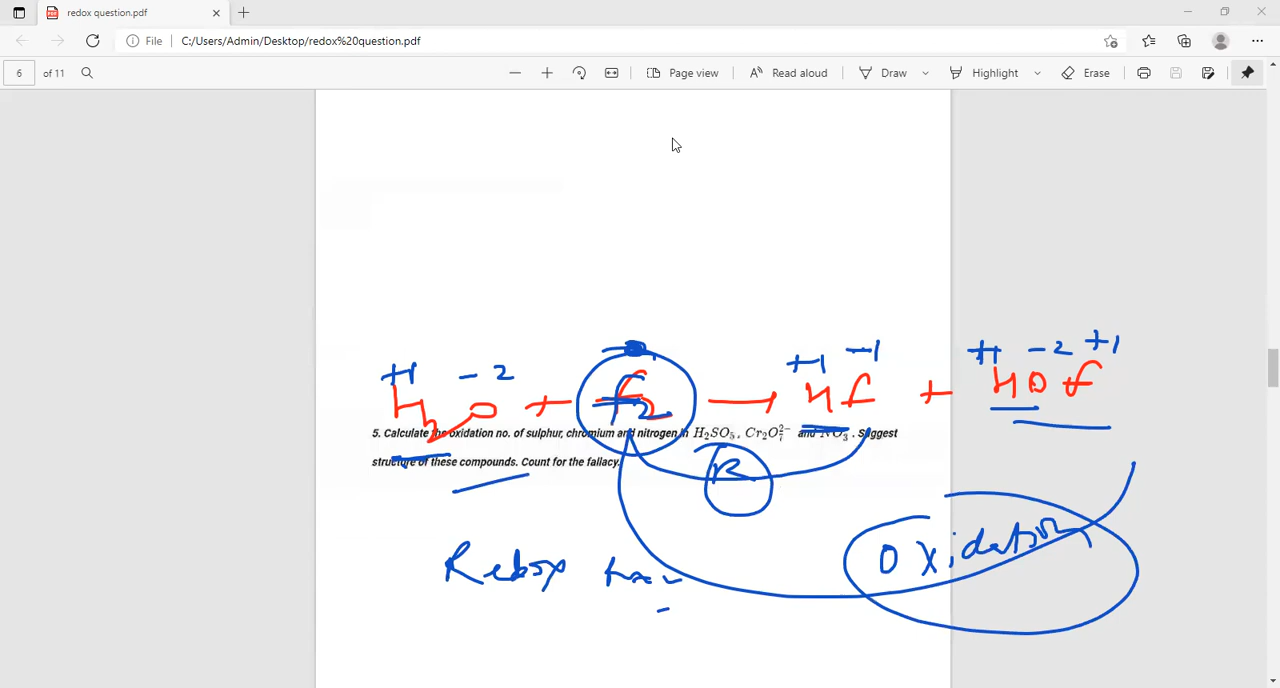 redox question.pdf
File C:/Users/Admin/Desktop/redox%20question.pdf
6 of 11 Page view Read aloud Draw Highlight Erase
+1 -2 +1 -1 +1 -2 +1
H2O + F2 → HF + HOF
5. Calculate the oxidation no. of sulphur, chromium and nitrogen in H₂SO₅, Cr₂O₇²⁻ and NO₃⁻. Suggest
structure of these compounds. Count for the fallacy.
R
Oxidation
Redox